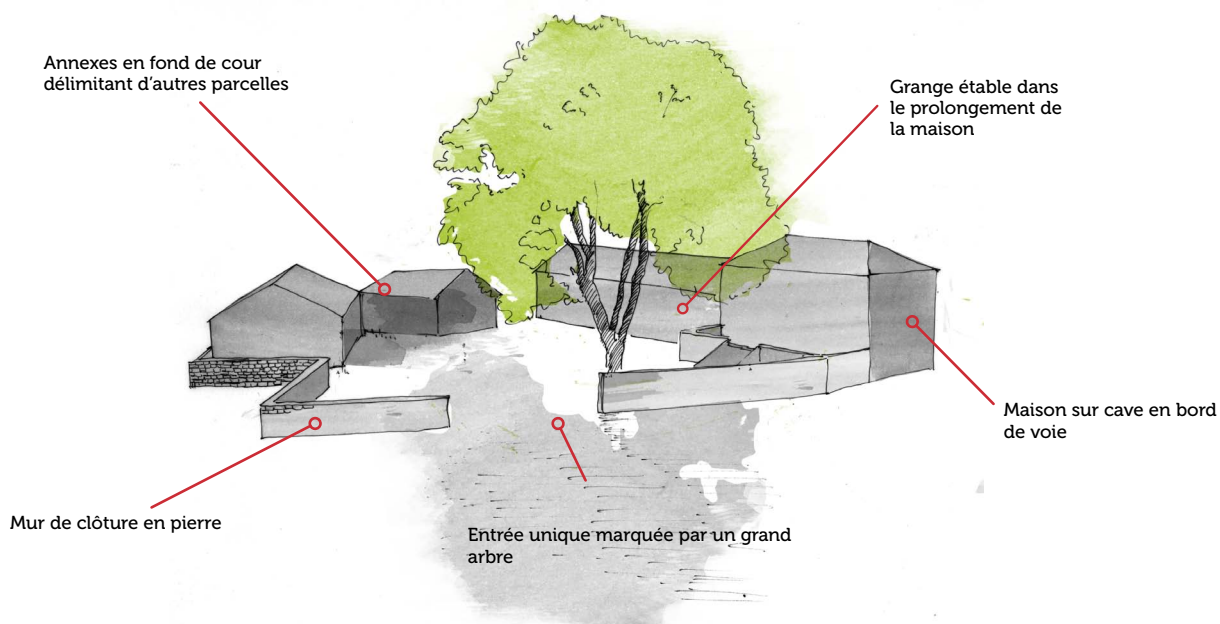 Annexes en fond de cour
délimitant d’autres parcelles
Grange étable dans
le prolongement de
la maison
Maison sur cave en bord
de voie
Mur de clôture en pierre
Entrée unique marquée par un grand
arbre